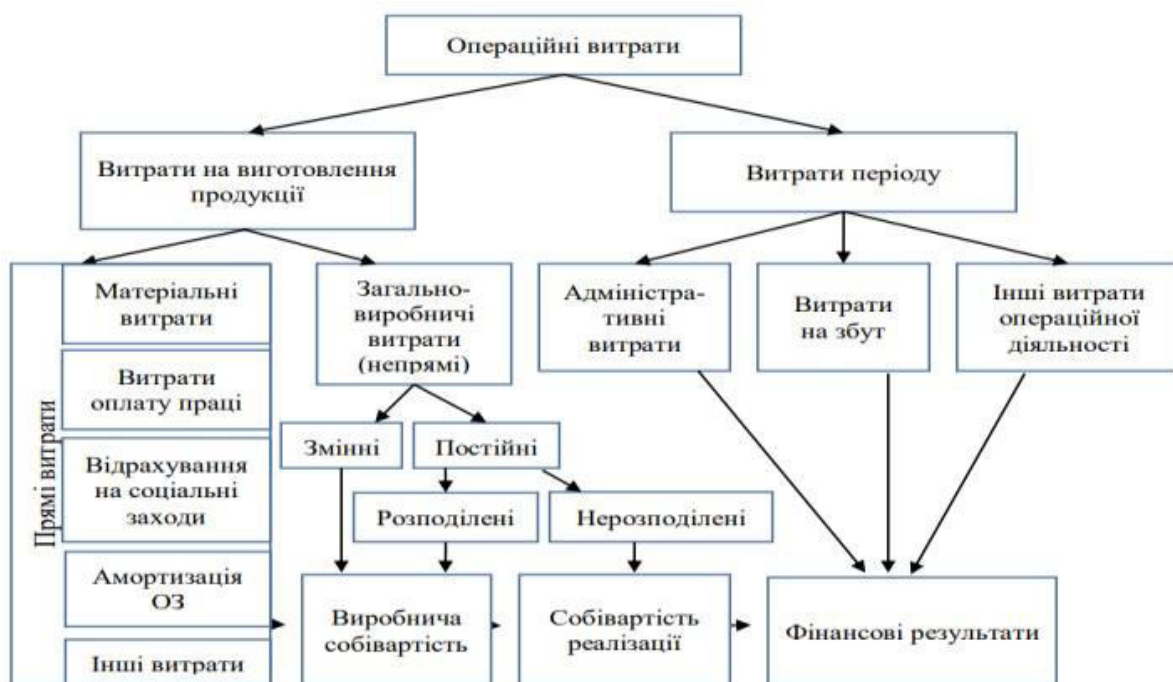 Операційні витрати
Витрати на виготовлення
продукції
Витрати періоду
Прямі витрати
Матеріальні
витрати
Витрати
оплату праці
Відрахування
на соціальні
заходи
Амортизація
ОЗ
Інші витрати
Загально-
виробничі
витрати
(непрямі)
Адміністра-
тивні
витрати
Витрати
на збут
Інші витрати
операційної
діяльності
Змінні
Постійні
Розподілені
Нерозподілені
Виробнича
собівартість
Собівартість
реалізації
Фінансові результати